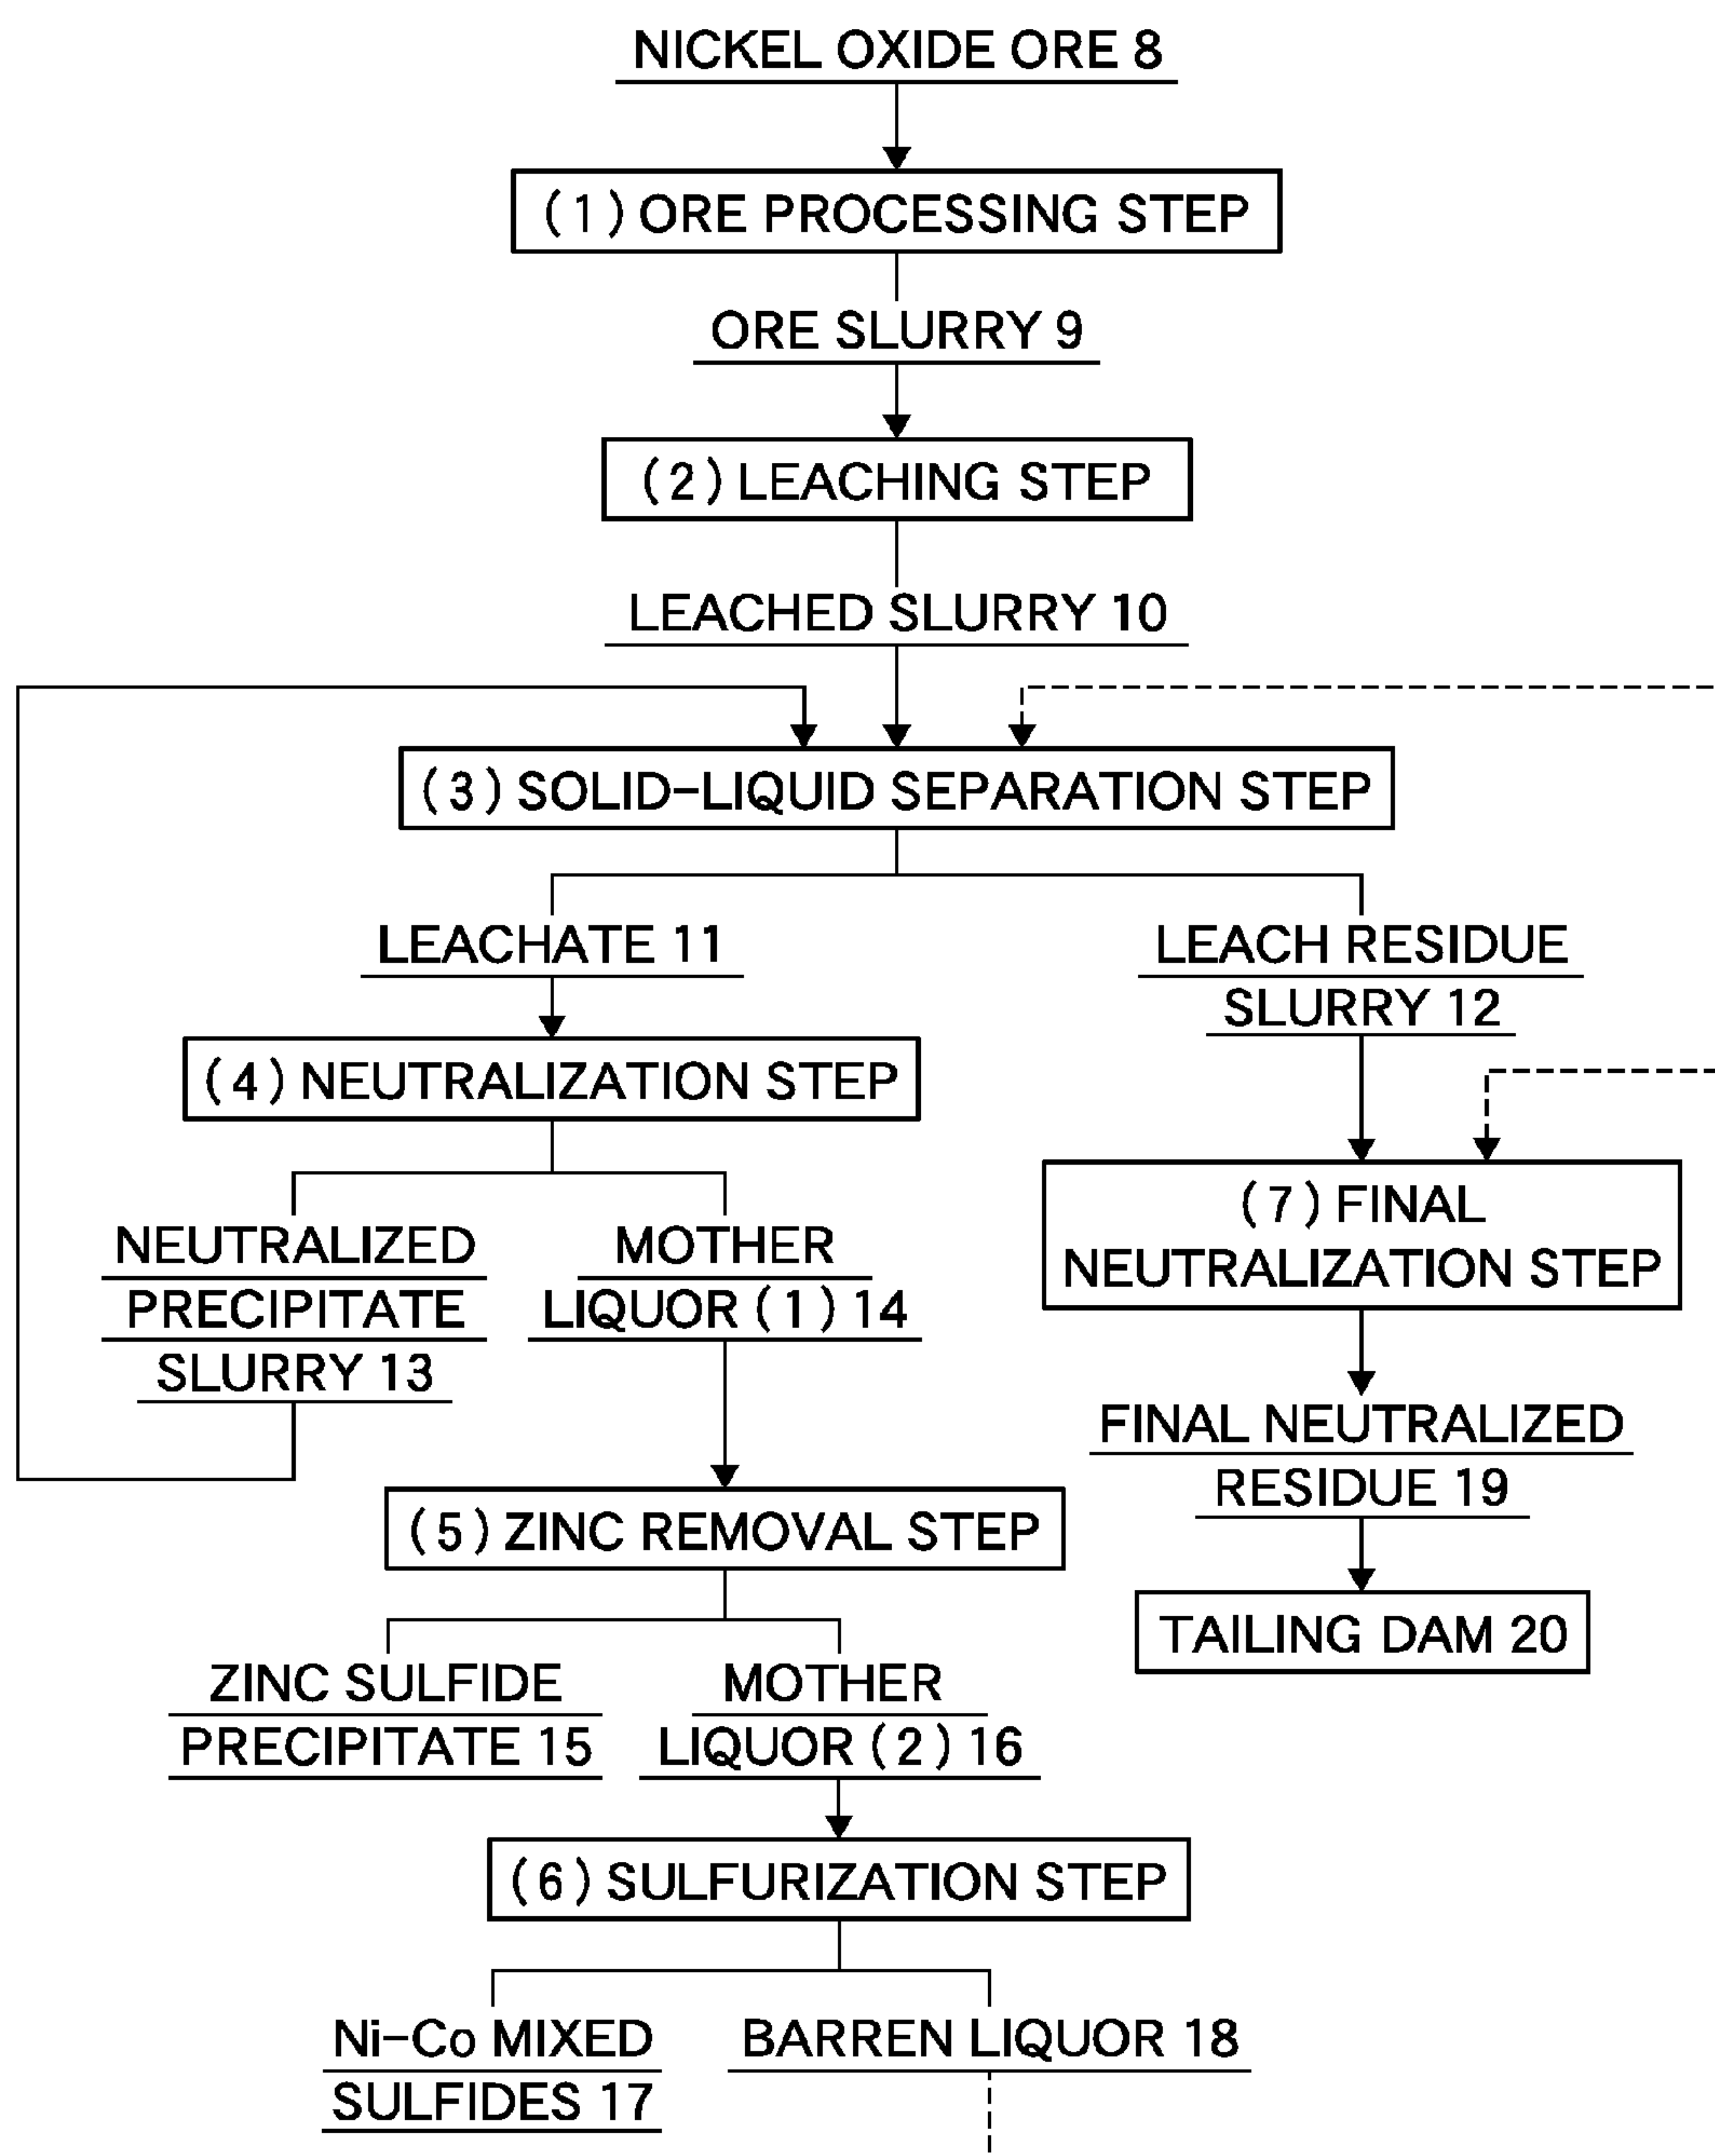 NICKEL OXIDE ORE 8
(1) ORE PROCESSING STEP
ORE SLURRY 9
(2) LEACHING STEP
LEACHED SLURRY 10
(3) SOLID-LIQUID SEPARATION STEP
LEACHATE 11
LEACH RESIDUE
SLURRY 12
(4) NEUTRALIZATION STEP
NEUTRALIZED
PRECIPITATE
SLURRY 13
MOTHER
LIQUOR (1) 14
(7) FINAL
NEUTRALIZATION STEP
FINAL NEUTRALIZED
RESIDUE 19
TAILING DAM 20
(5) ZINC REMOVAL STEP
ZINC SULFIDE
PRECIPITATE 15
MOTHER
LIQUOR (2) 16
(6) SULFURIZATION STEP
Ni-Co MIXED
SULFIDES 17
BARREN LIQUOR 18